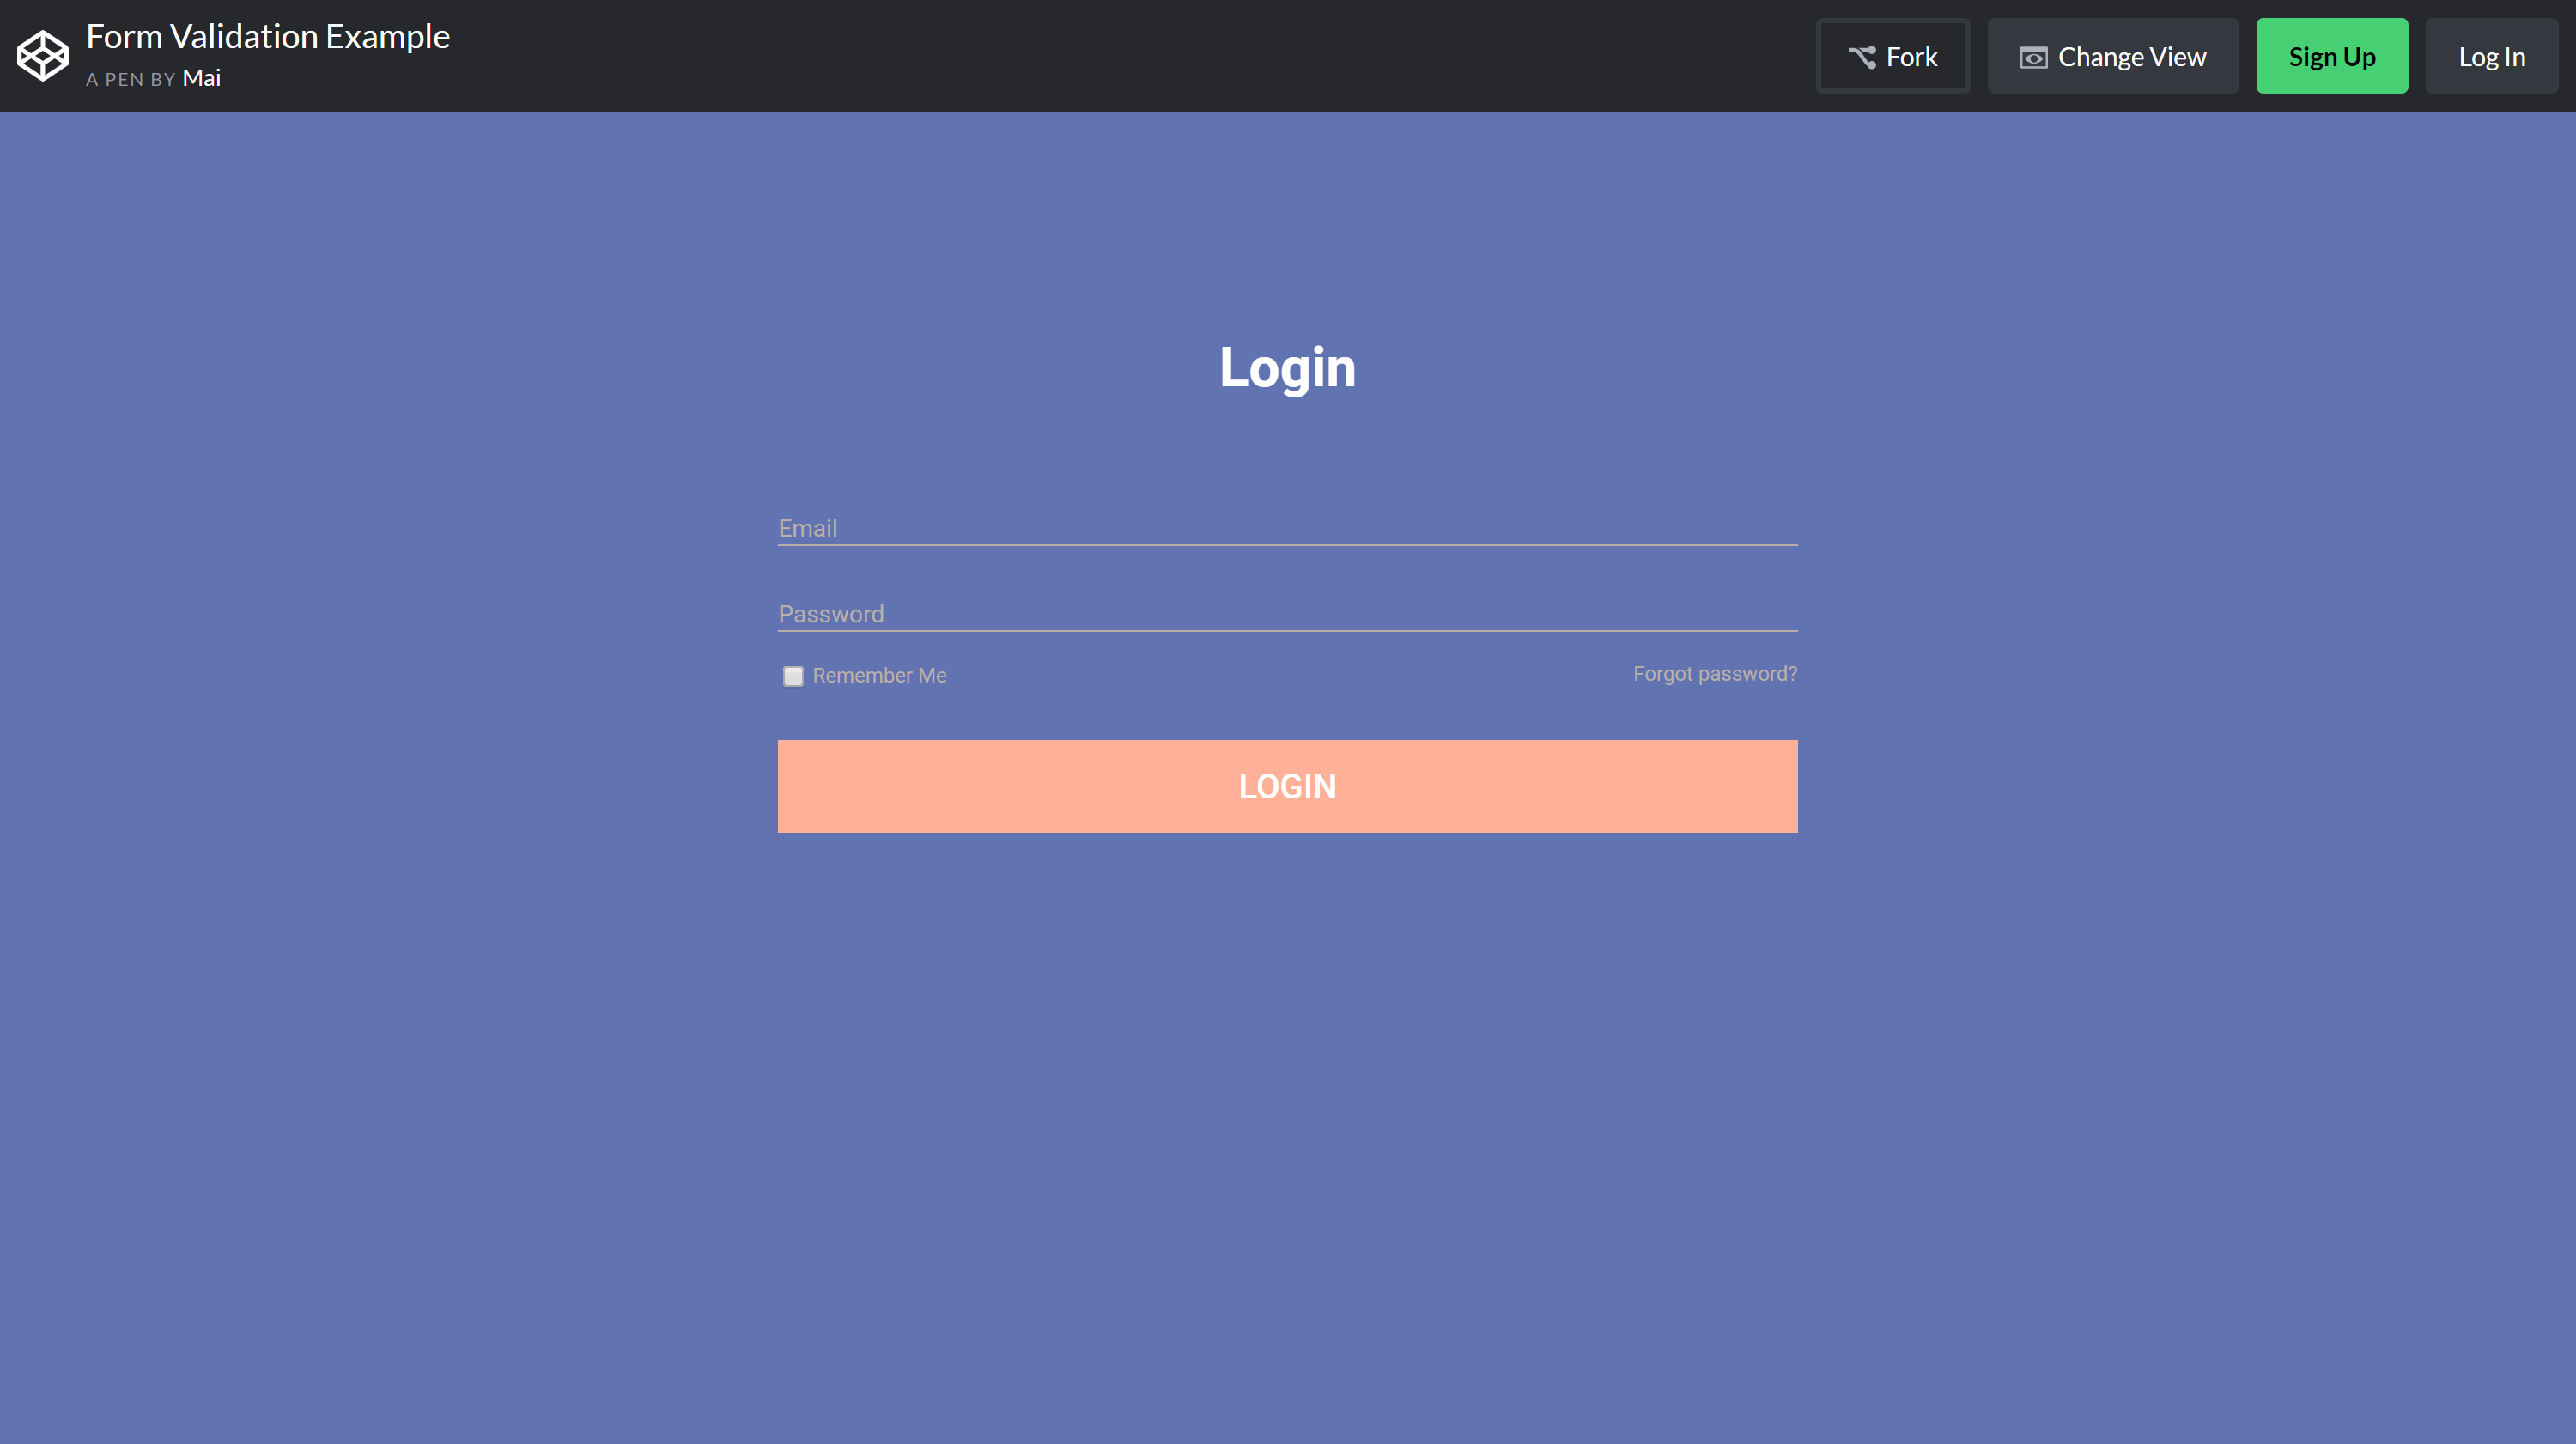 Form Validation Example
A PEN BY Mai
Fork
Change View
Sign Up
Log In
Login
Email
Password
Remember Me
Forgot password?
LOGIN